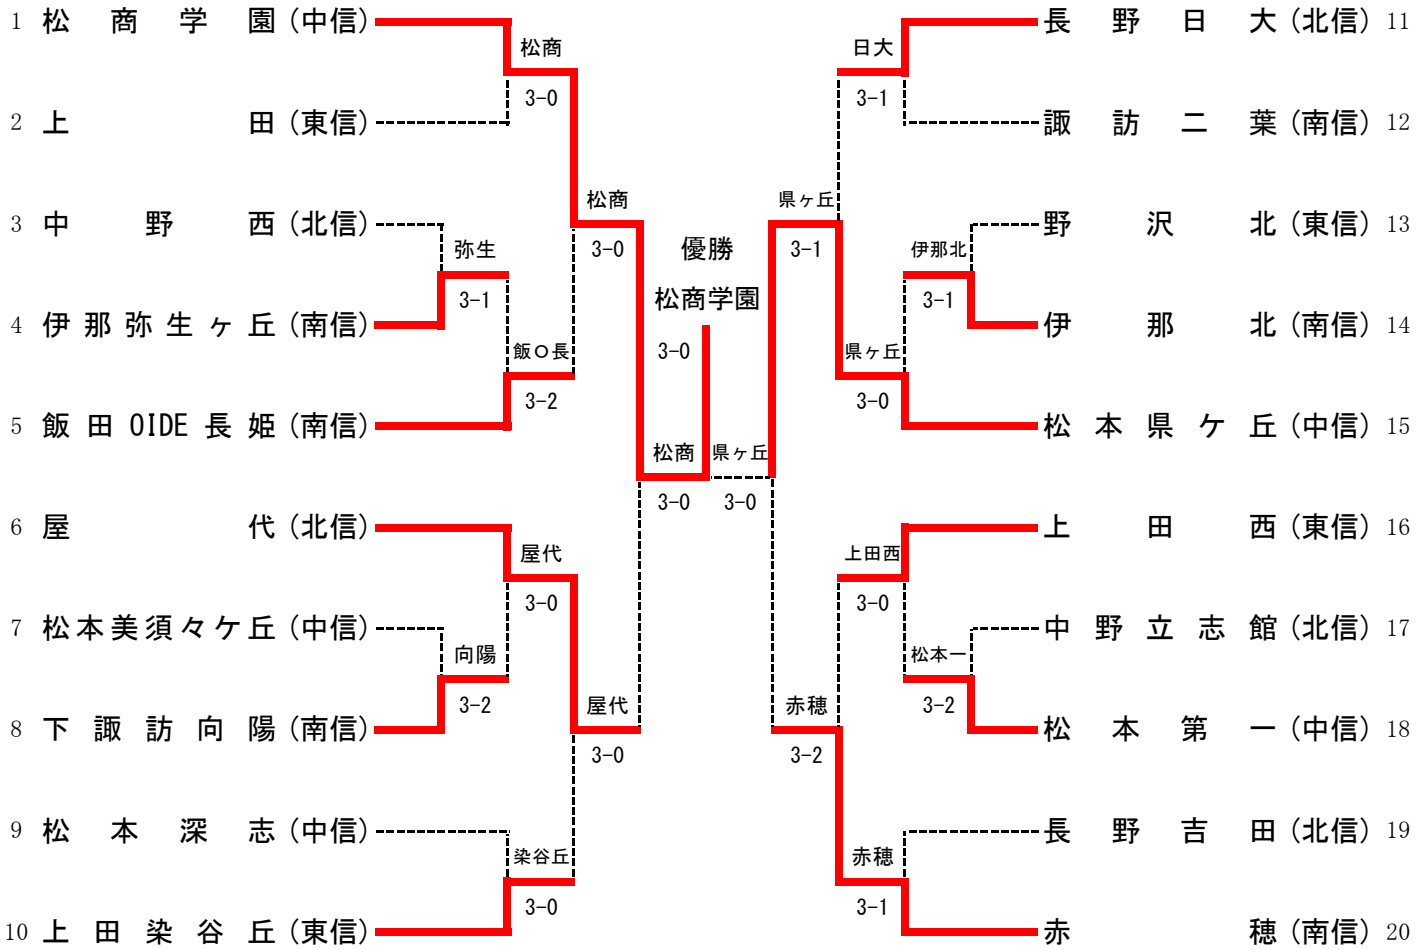 1 松商学園(中信)
松商
3-0
2 上田(東信)
松商
3-0
3 中野西(北信)
弥生
3-1
4 伊那弥生ヶ丘(南信)
飯O長
3-2
5 飯田OIDE長姫(南信)
6 屋代(北信)
屋代
3-0
7 松本美須々ケ丘(中信)
向陽
3-2
8 下諏訪向陽(南信)
屋代
3-0
9 松本深志(中信)
染谷丘
3-0
10 上田染谷丘(東信)
優勝
松商学園
3-0
松商
3-0
県ヶ丘
3-0
長野日大(北信) 11
日大
3-1
諏訪二葉(南信) 12
県ヶ丘
3-1
野沢北(東信) 13
伊那北
3-1
伊那北(南信) 14
県ヶ丘
3-0
松本県ケ丘(中信) 15
上田西(東信) 16
上田西
3-0
中野立志館(北信) 17
松本一
3-2
松本第一(中信) 18
赤穂
3-2
長野吉田(北信) 19
赤穂
3-1
赤穂(南信) 20